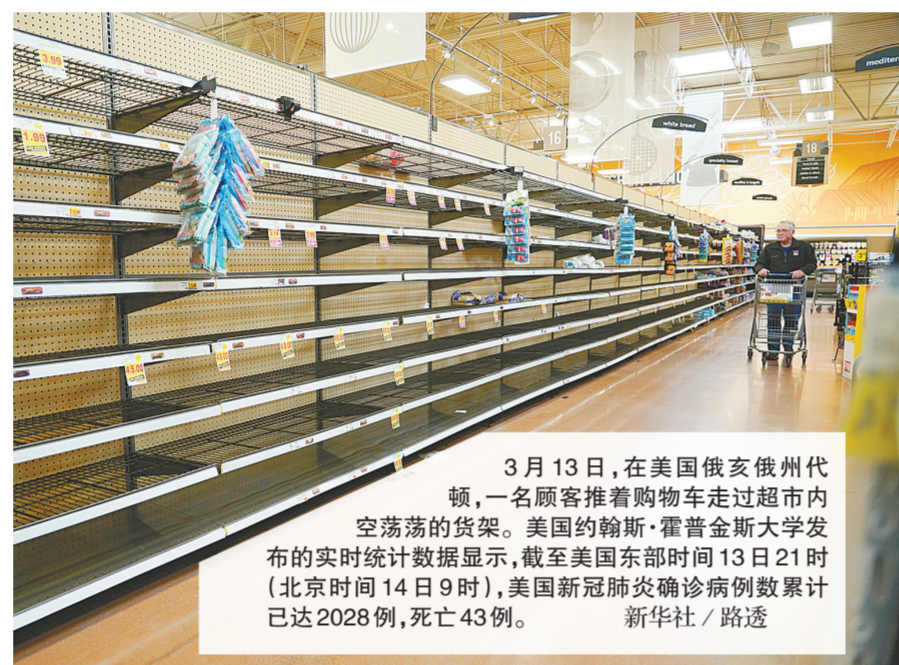 3.99
1.99
16
white bread
specialty bread
18
mediter
4/5.00
3月13日,在美国俄亥俄州代
顿,一名顾客推着购物车走过超市内
空荡荡的货架。美国约翰斯·霍普金斯大学发
布的实时统计数据显示,截至美国东部时间13日21时
(北京时间14日9时),美国新冠肺炎确诊病例数累计
已达2028例,死亡43例。 新华社/路透